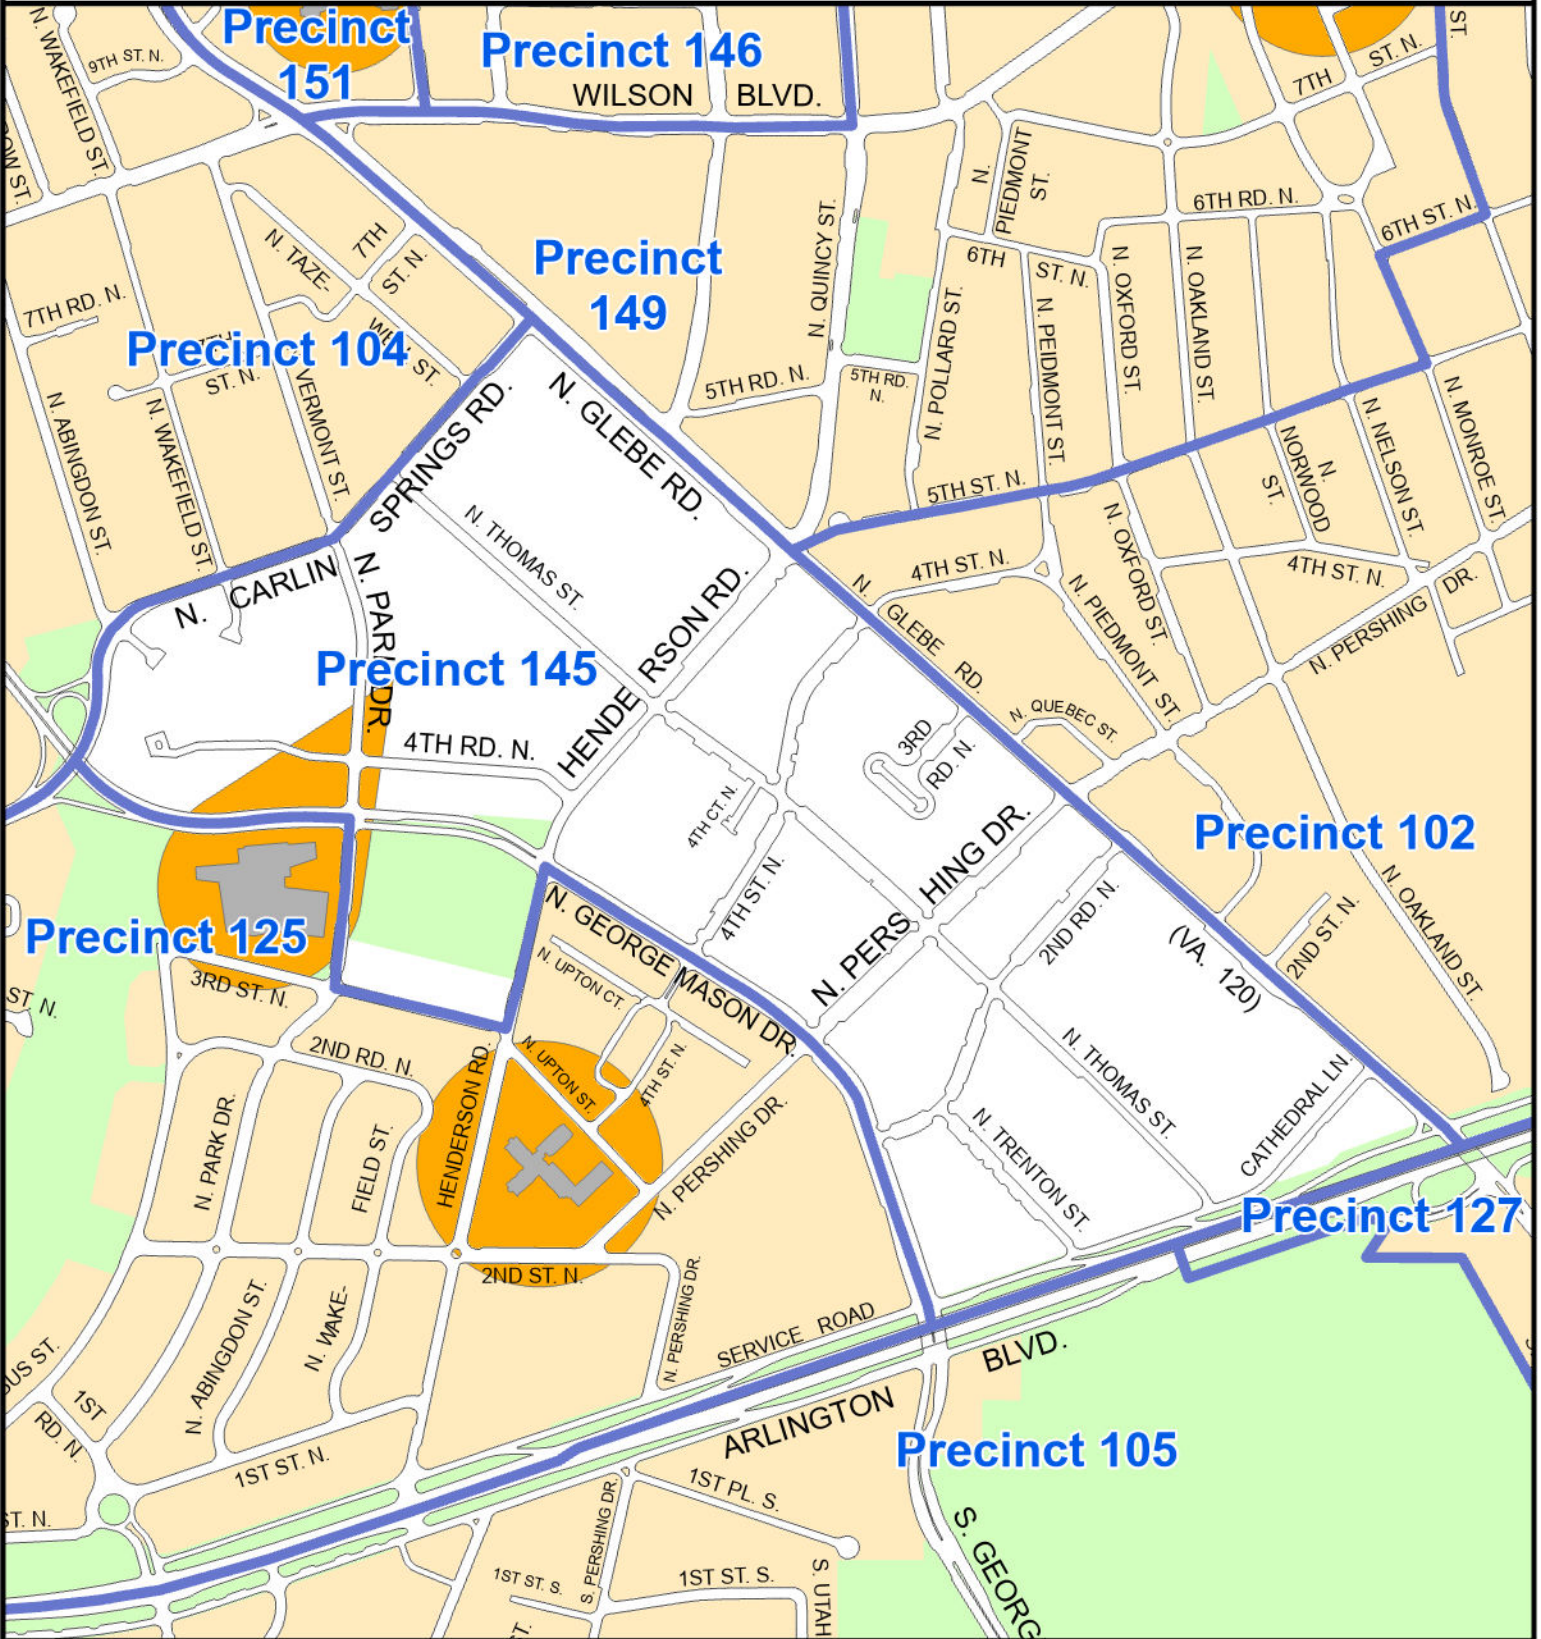 Precinct
151
Precinct 146
WILSON BLVD.
N. WAKEFIELD ST.
9TH ST. N.
ST.
7TH ST. N.
N. PIEDMONT ST.
6TH RD. N.
6TH ST. N.
N. TAZE-
WELL ST.
7TH ST. N.
Precinct
149
N. QUINCY ST.
6TH ST. N.
N. OXFORD ST.
N. OAKLAND ST.
7TH RD. N.
Precinct 104
7TH
ST. N.
VERMONT ST.
5TH RD. N.
5TH RD.
N.
N. POLLARD ST.
N. PEIDMONT ST.
N. ABINGDON ST.
N. WAKEFIELD ST.
SPRINGS RD.
N. GLEBE RD.
N. MONROE ST.
N. NELSON ST.
N. NORWOOD ST.
5TH ST. N.
N. THOMAS ST.
N. CARLIN
N. PARK DR.
HENDERSON RD.
N. GLEBE RD.
4TH ST. N.
N. OXFORD ST.
N. PIEDMONT ST.
4TH ST. N.
N. PERSHING DR.
Precinct 145
4TH RD. N.
3RD
RD. N.
N. QUEBEC ST.
4TH CT. N.
4TH ST. N.
N. PERSHING DR.
Precinct 102
2ND RD. N.
(VA. 120)
2ND ST. N.
N. OAKLAND ST.
Precinct 125
3RD ST. N.
ST. N.
N. GEORGE MASON DR.
N. UPTON CT.
N. UPTON ST.
4TH ST. N.
2ND RD. N.
N. PARK DR.
FIELD ST.
HENDERSON RD.
N. PERSHING DR.
N. THOMAS ST.
N. TRENTON ST.
CATHEDRAL LN.
Precinct 127
2ND ST. N.
N. ABINGDON ST.
N. WAKE-
N. PERSHING DR.
SERVICE ROAD
ARLINGTON BLVD.
1ST
RD. N.
1ST ST. N.
Precinct 105
ST. N.
1ST PL. S.
S. PERSHING DR.
1ST ST. S.
1ST ST. S.
S. UTAH
S. GEORG
ST.